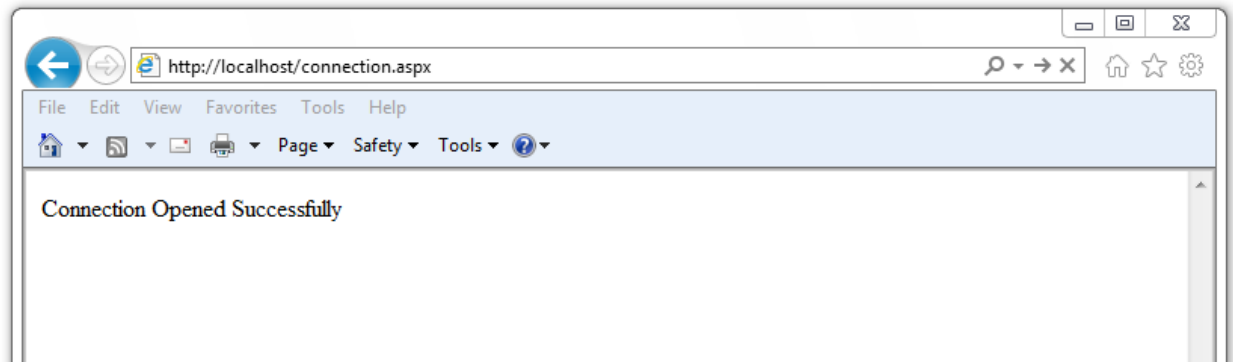 http://localhost/connection.aspx
File Edit View Favorites Tools Help
Page Safety Tools
Connection Opened Successfully